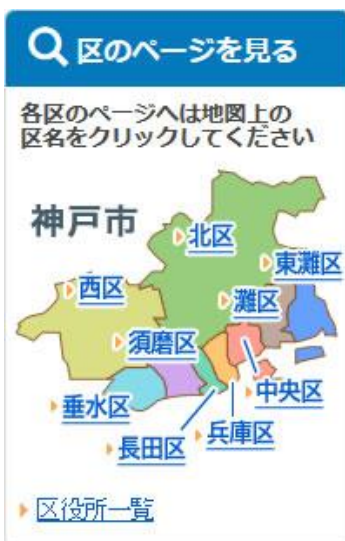 区のページを見る
各区のページへは地図上の
区名をクリックしてください
神戸市
北区
東灘区
西区
灘区
須磨区
中央区
垂水区
兵庫区
長田区
区役所一覧